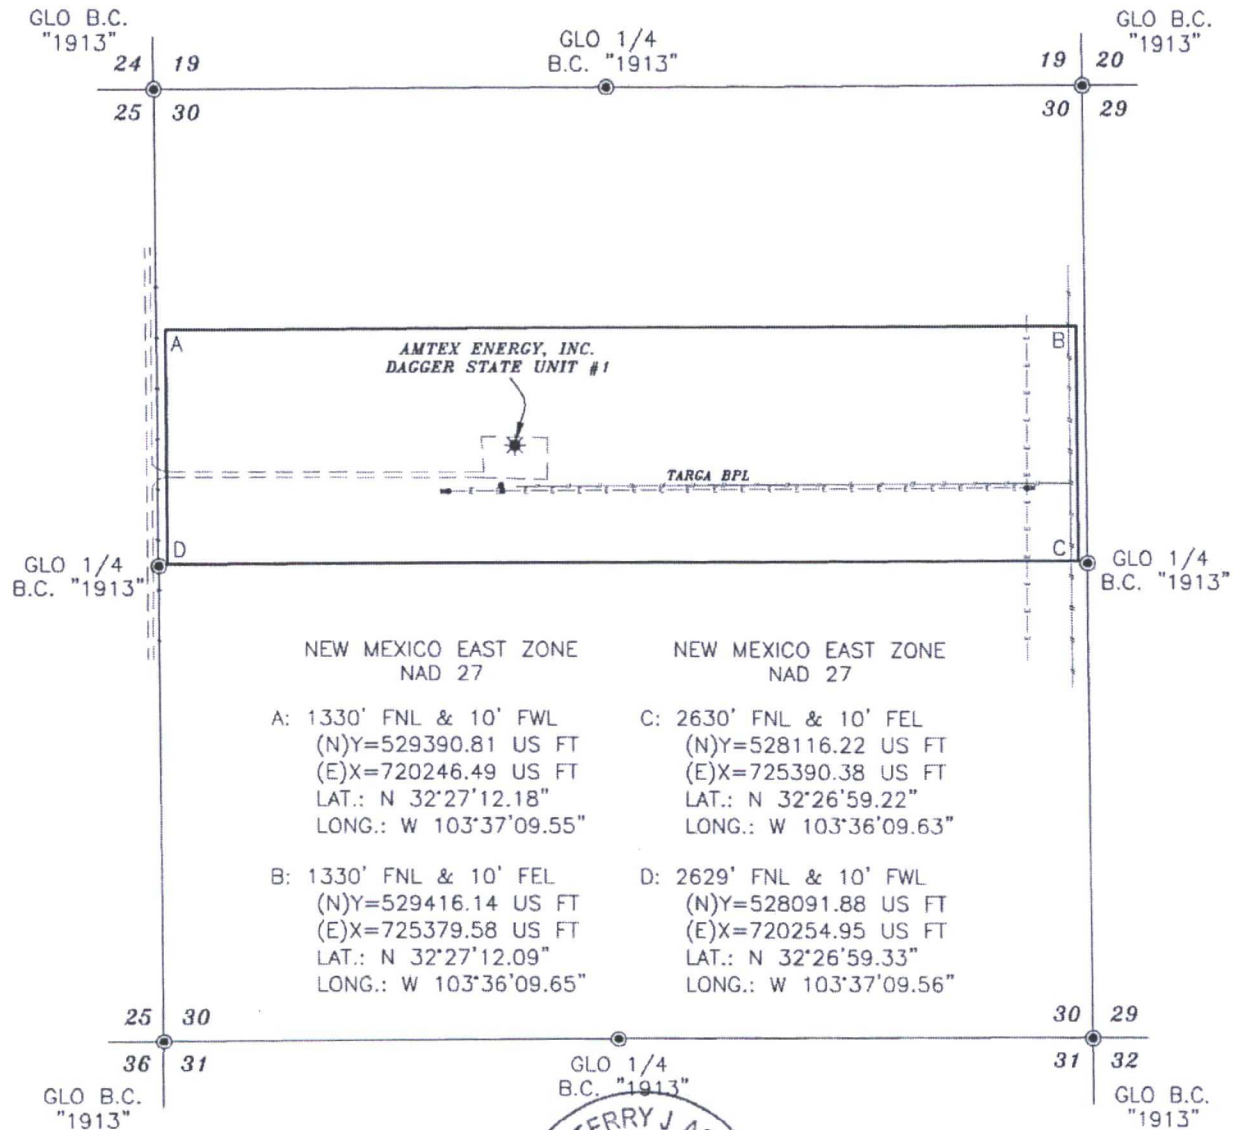 GLO B.C.
"1913"
GLO 1/4
B.C. "1913"
GLO B.C.
"1913"
24 19
19 20
25 30
30 29
A
B
AMTEX ENERGY, INC.
DAGGER STATE UNIT #1
TARGA BPL
D
C
GLO 1/4
B.C. "1913"
GLO 1/4
B.C. "1913"
NEW MEXICO EAST ZONE
NAD 27
A: 1330' FNL & 10' FWL
(N)Y=529390.81 US FT
(E)X=720246.49 US FT
LAT.: N 32°27'12.18"
LONG.: W 103°37'09.55"
B: 1330' FNL & 10' FEL
(N)Y=529416.14 US FT
(E)X=725379.58 US FT
LAT.: N 32°27'12.09"
LONG.: W 103°36'09.65"
NEW MEXICO EAST ZONE
NAD 27
C: 2630' FNL & 10' FEL
(N)Y=528116.22 US FT
(E)X=725390.38 US FT
LAT.: N 32°26'59.22"
LONG.: W 103°36'09.63"
D: 2629' FNL & 10' FWL
(N)Y=528091.88 US FT
(E)X=720254.95 US FT
LAT.: N 32°26'59.33"
LONG.: W 103°37'09.56"
25 30
30 29
36 31
31 32
GLO 1/4
B.C. "1913"
GLO B.C.
"1913"
GLO B.C.
"1913"
TERRY J